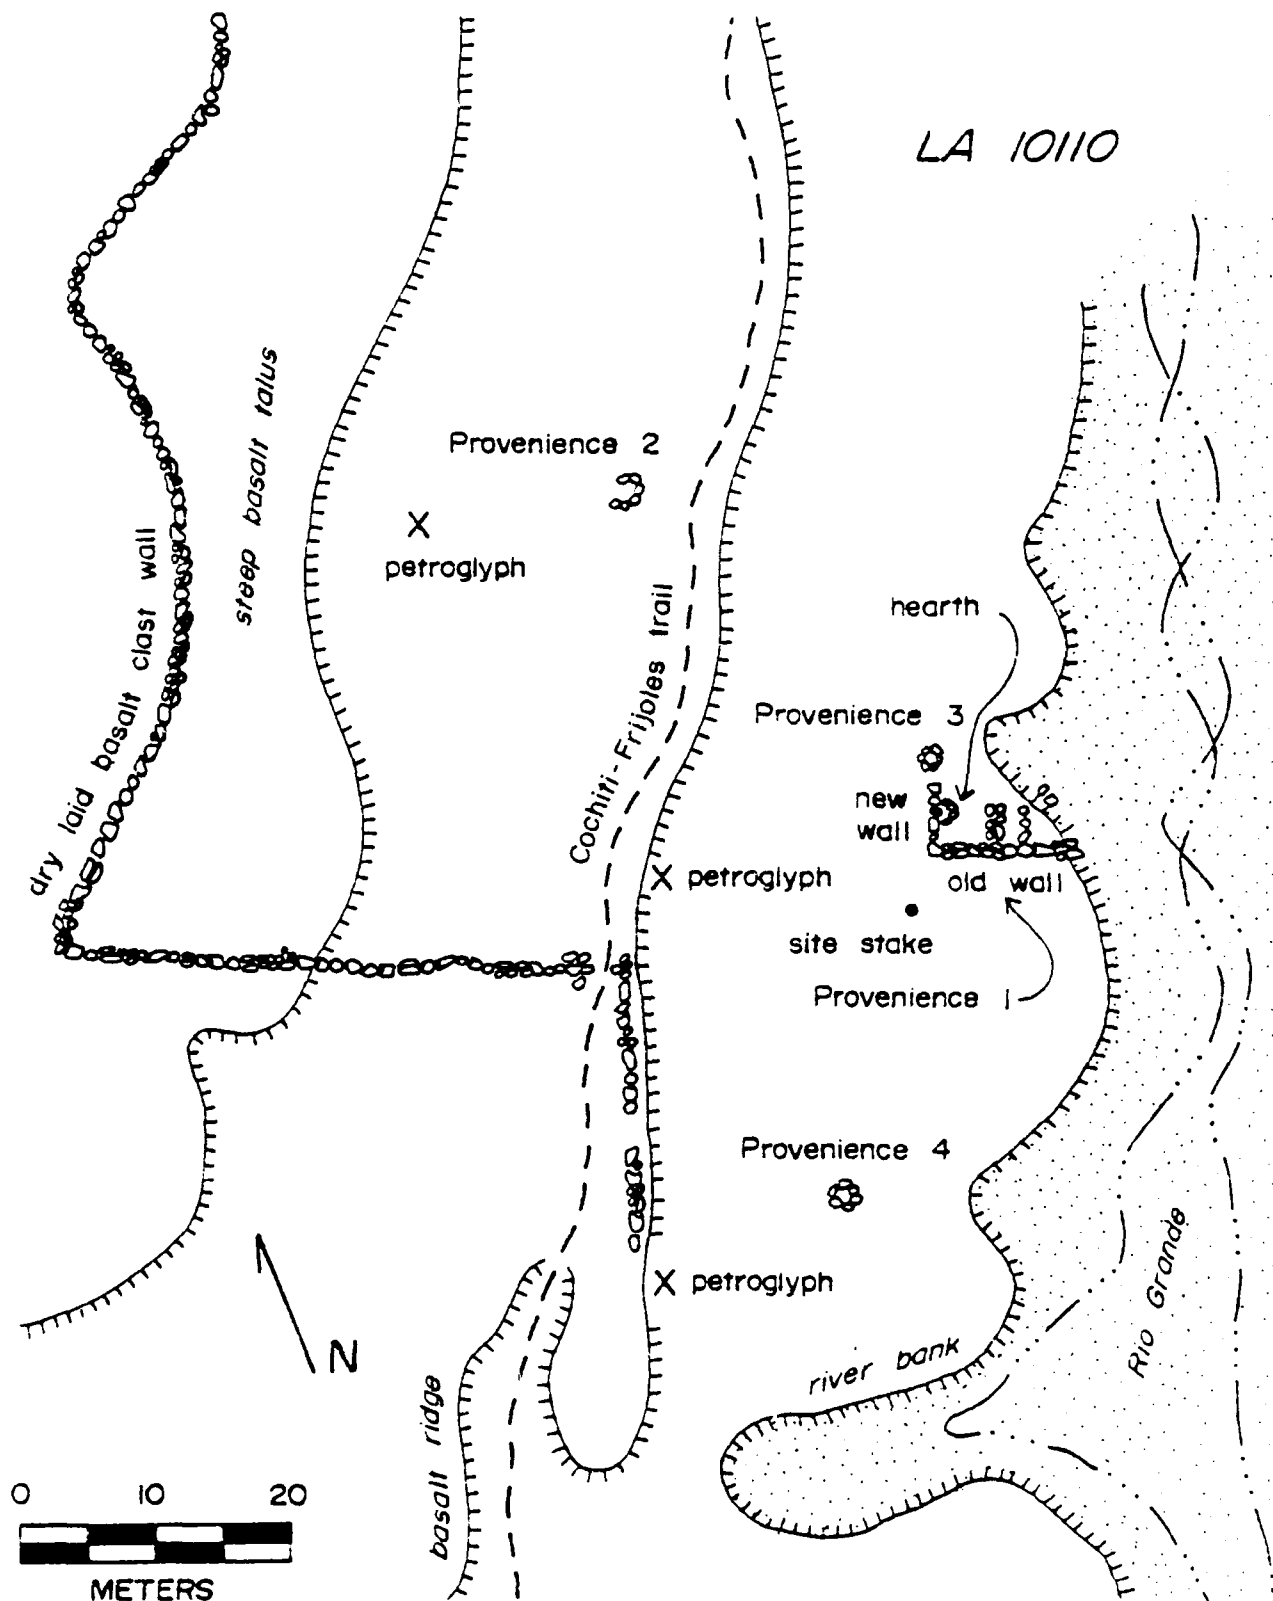 LA 10110
Provenience 2
petroglyph
steep basalt talus
dry laid basalt clast wall
Cochiti-Frijoles trail
hearth
Provenience 3
new
wall
petroglyph
old wall
site stake
Provenience 1
Provenience 4
petroglyph
N
river bank
Rio Grande
basalt ridge
0 10 20
METERS